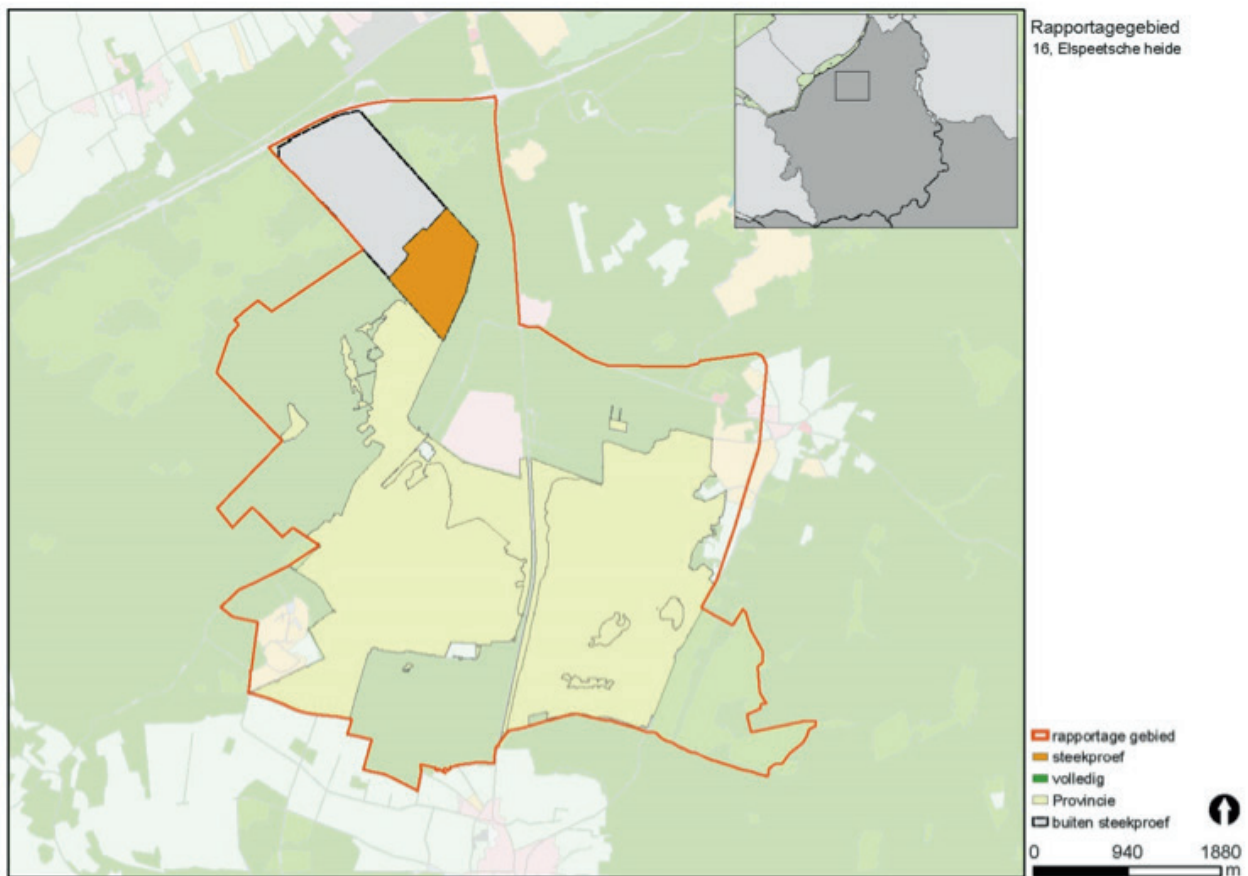 Rapportagegebied
16, Elspeetsche heide
rapportage gebied
steekproef
volledig
Provincie
buiten steekproef
0 940 1880
m